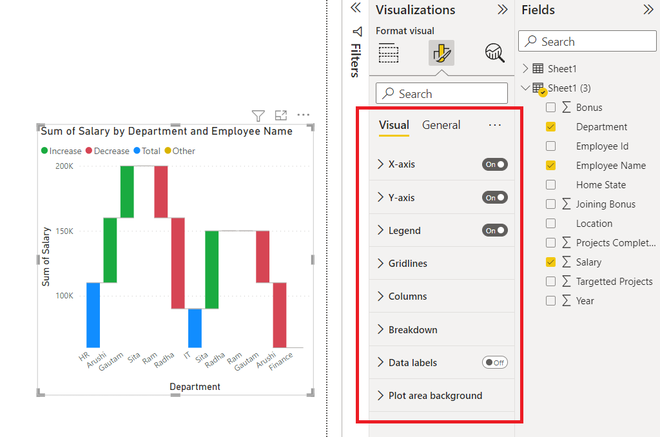 Sum of Salary by Department and Employee Name
Increase Decrease Total Other
200K
150K
100K
Sum of Salary
HR
Arushi
Gautam
Sita
Ram
Radha
IT
Sita
Radha
Ram
Gautam
Arushi
Finance
Department
Filters
Visualizations
Format visual
Search
Visual General
X-axis On
Y-axis On
Legend On
Gridlines
Columns
Breakdown
Data labels Off
Plot area background
Fields
Search
Sheet1
Sheet1 (3)
Bonus
Department
Employee Id
Employee Name
Home State
Joining Bonus
Location
Projects Complet...
Salary
Targetted Projects
Year